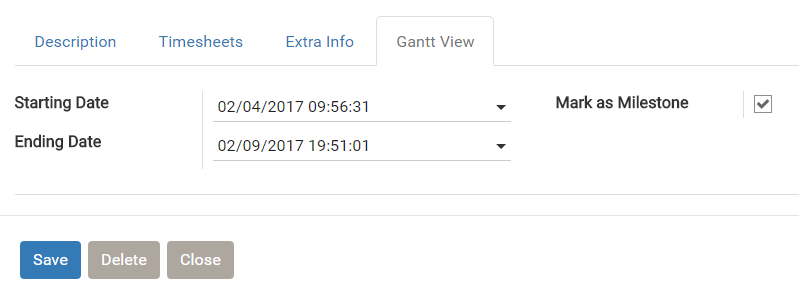 Description Timesheets Extra Info Gantt View
Starting Date 02/04/2017 09:56:31 Mark as Milestone
Ending Date 02/09/2017 19:51:01
Save Delete Close